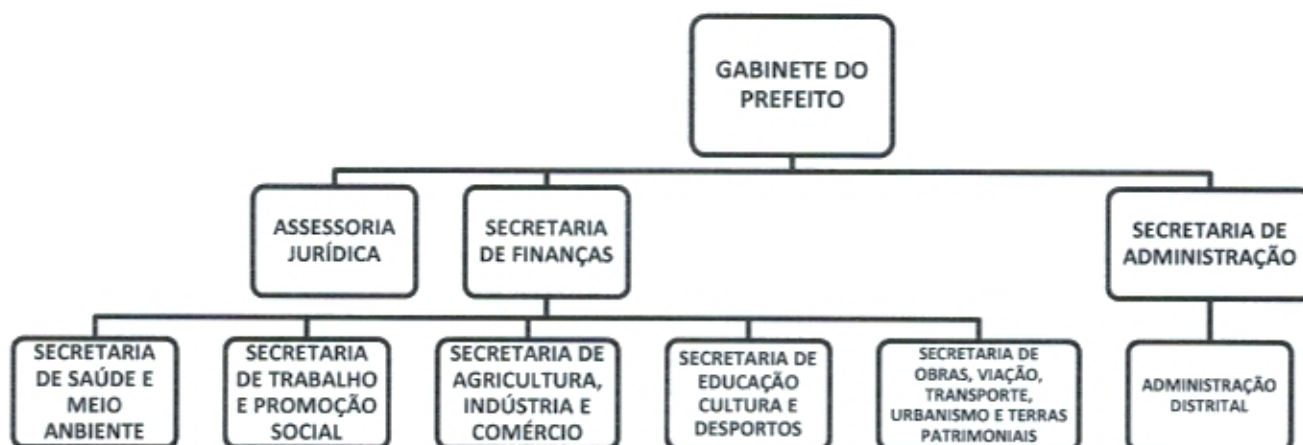 GABINETE DO
PREFEITO
ASSESSORIA
JURÍDICA
SECRETARIA
DE FINANÇAS
SECRETARIA DE
ADMINISTRAÇÃO
SECRETARIA
DE SAÚDE E
MEIO
ANBIENTE
SECRETARIA
DE TRABALHO
E PROMOÇÃO
SOCIAL
SECRETARIA DE
AGRICULTURA,
INDÚSTRIA E
COMÉRCIO
SECRETARIA DE
EDUCAÇÃO
CULTURA E
DESPORTOS
SECRETARIA DE
OBRAS, VIAÇÃO,
TRANSPORTE,
URBANISMO E TERRAS
PATRIMONIAIS
ADMINISTRAÇÃO
DISTRITAL